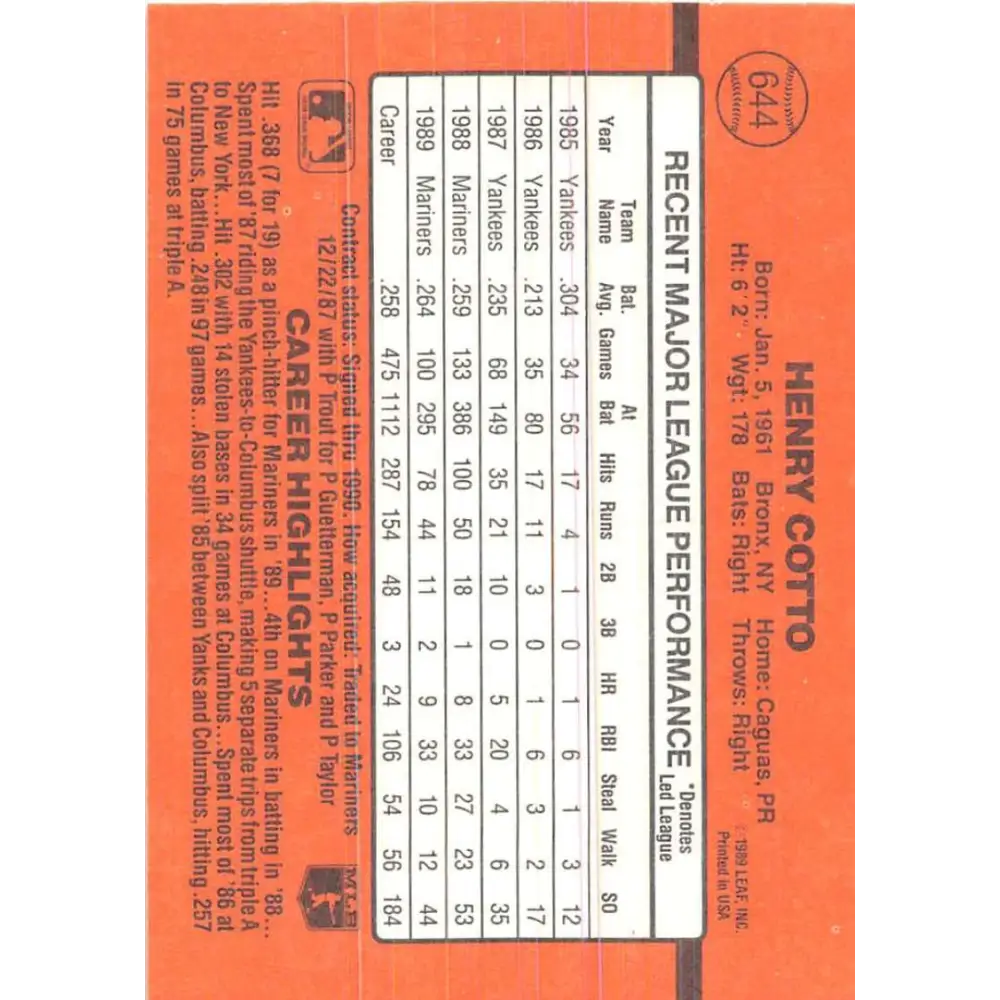 644
HENRY COTTO
Born: Jan. 5, 1961 Bronx, NY Home: Caguas, PR
Ht: 6'2" Wgt: 178 Bats: Right Throws: Right
©1989 LEAF, INC.
Printed in USA
RECENT MAJOR LEAGUE PERFORMANCE *Denotes Led League
Year Team Name Bat. Avg. Games At Bat Hits Runs 2B 3B HR RBI Steal Walk SO
1985 Yankees .304 34 56 17 4 1 0 1 6 1 3 12
1986 Yankees .213 35 80 17 11 3 0 1 6 3 2 17
1987 Yankees .235 68 149 35 21 10 0 5 20 4 6 35
1988 Mariners .259 133 386 100 50 18 1 8 33 27 23 53
1989 Mariners .264 100 295 78 44 11 2 9 33 10 12 44
Career .258 475 1112 287 154 48 3 24 106 54 56 184
Contract status: Signed thru 1990. How acquired: Traded to Mariners
12/22/87 with P Trout for P Guetterman, P Parker and P Taylor
MLB
CAREER HIGHLIGHTS
Hit .368 (7 for 19) as a pinch-hitter for Mariners in '89...4th on Mariners in batting in '88...
Spent most of '87 riding the Yankees-to-Columbus shuttle, making 5 separate trips from triple A
to New York...Hit .302 with 14 stolen bases in 34 games at Columbus...Spent most of '86 at
Columbus, batting .248 in 97 games...Also split '85 between Yanks and Columbus, hitting .257
in 75 games at triple A.